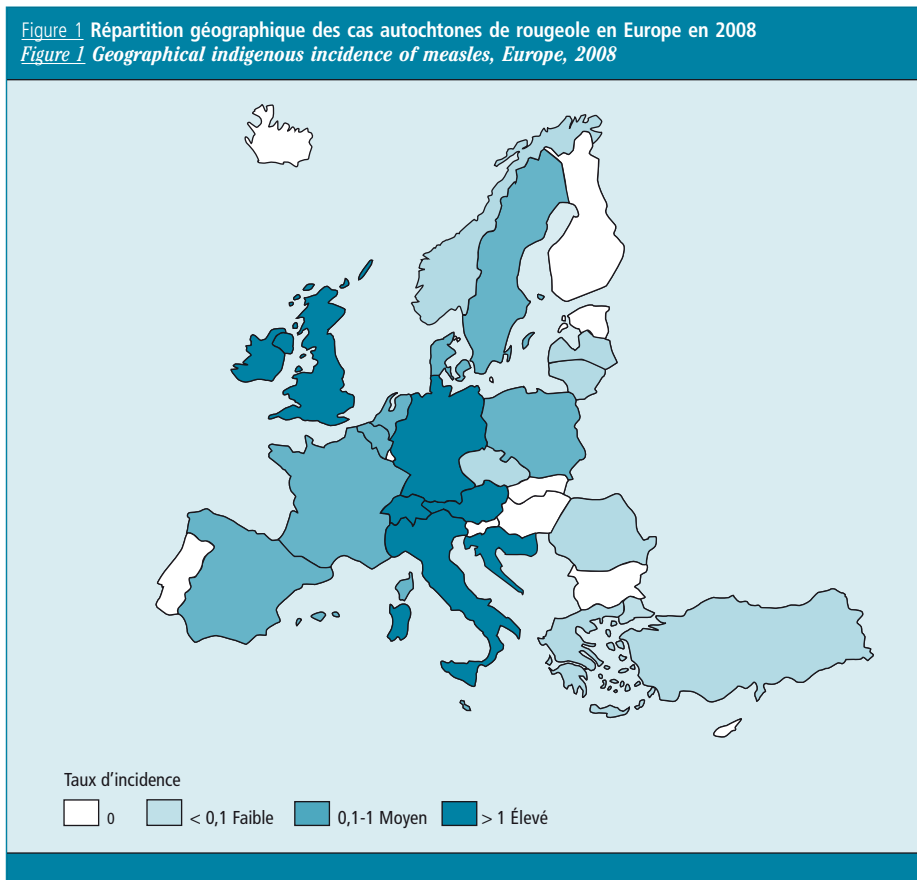 Figure 1 Répartition géographique des cas autochtones de rougeole en Europe en 2008
Figure 1 Geographical indigenous incidence of measles, Europe, 2008
Taux d'incidence
0 < 0,1 Faible 0,1-1 Moyen > 1 Élevé